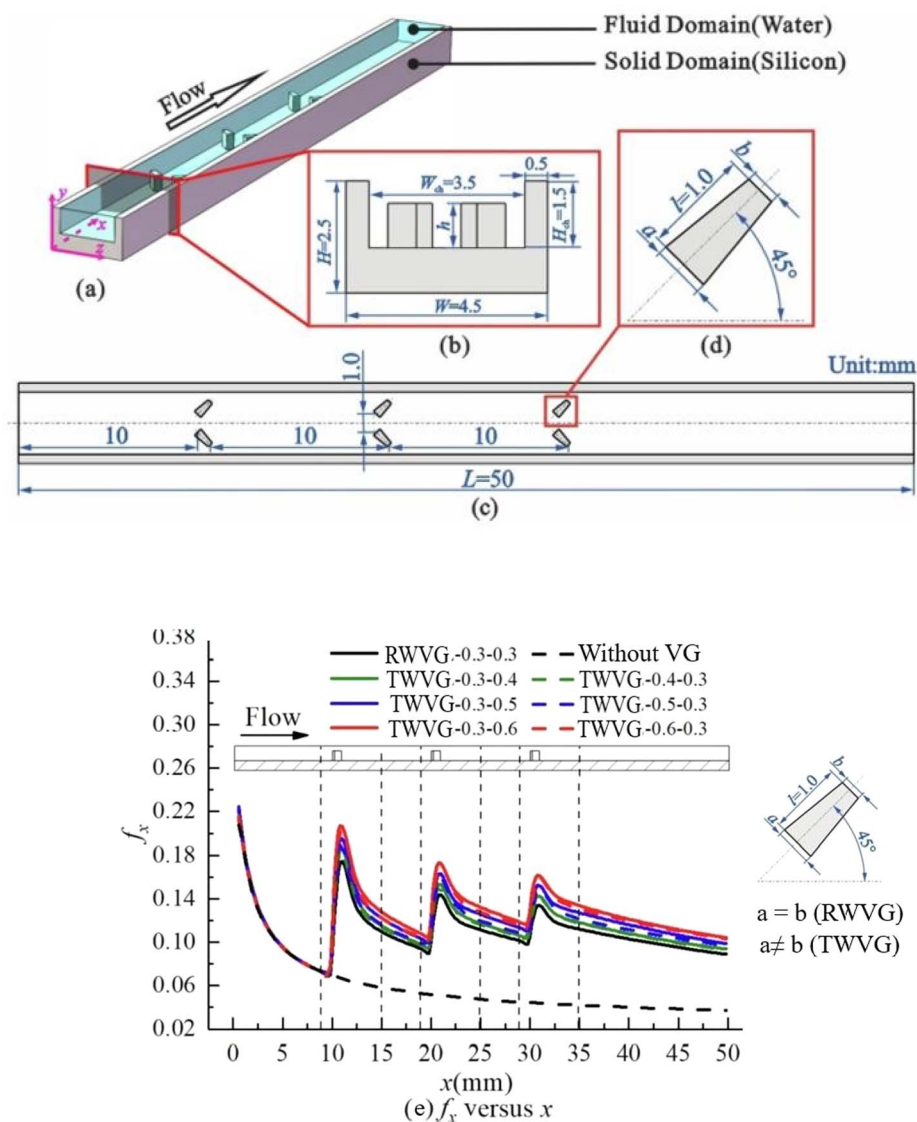 Fluid Domain(Water)
Solid Domain(Silicon)
Flow
y
x
z
(a)
0.5
W_ch=3.5
H=2.5
h
H_ch=1.5
W=4.5
(b)
b
l=1.0
a
45°
(d)
Unit:mm
1.0
10
10
10
L=50
(c)
0.38
0.34
0.30
0.26
0.22
0.18
0.14
0.10
0.06
0.02
f_x
RWVG.-0.3-0.3
Without VG
TWVG.-0.3-0.4
TWVG.-0.4-0.3
TWVG.-0.3-0.5
TWVG.-0.5-0.3
TWVG.-0.3-0.6
TWVG.-0.6-0.3
Flow
0 5 10 15 20 25 30 35 40 45 50
x(mm)
(e) f_x versus x
b
l=1.0
a
45°
a = b (RWVG)
a≠ b (TWVG)